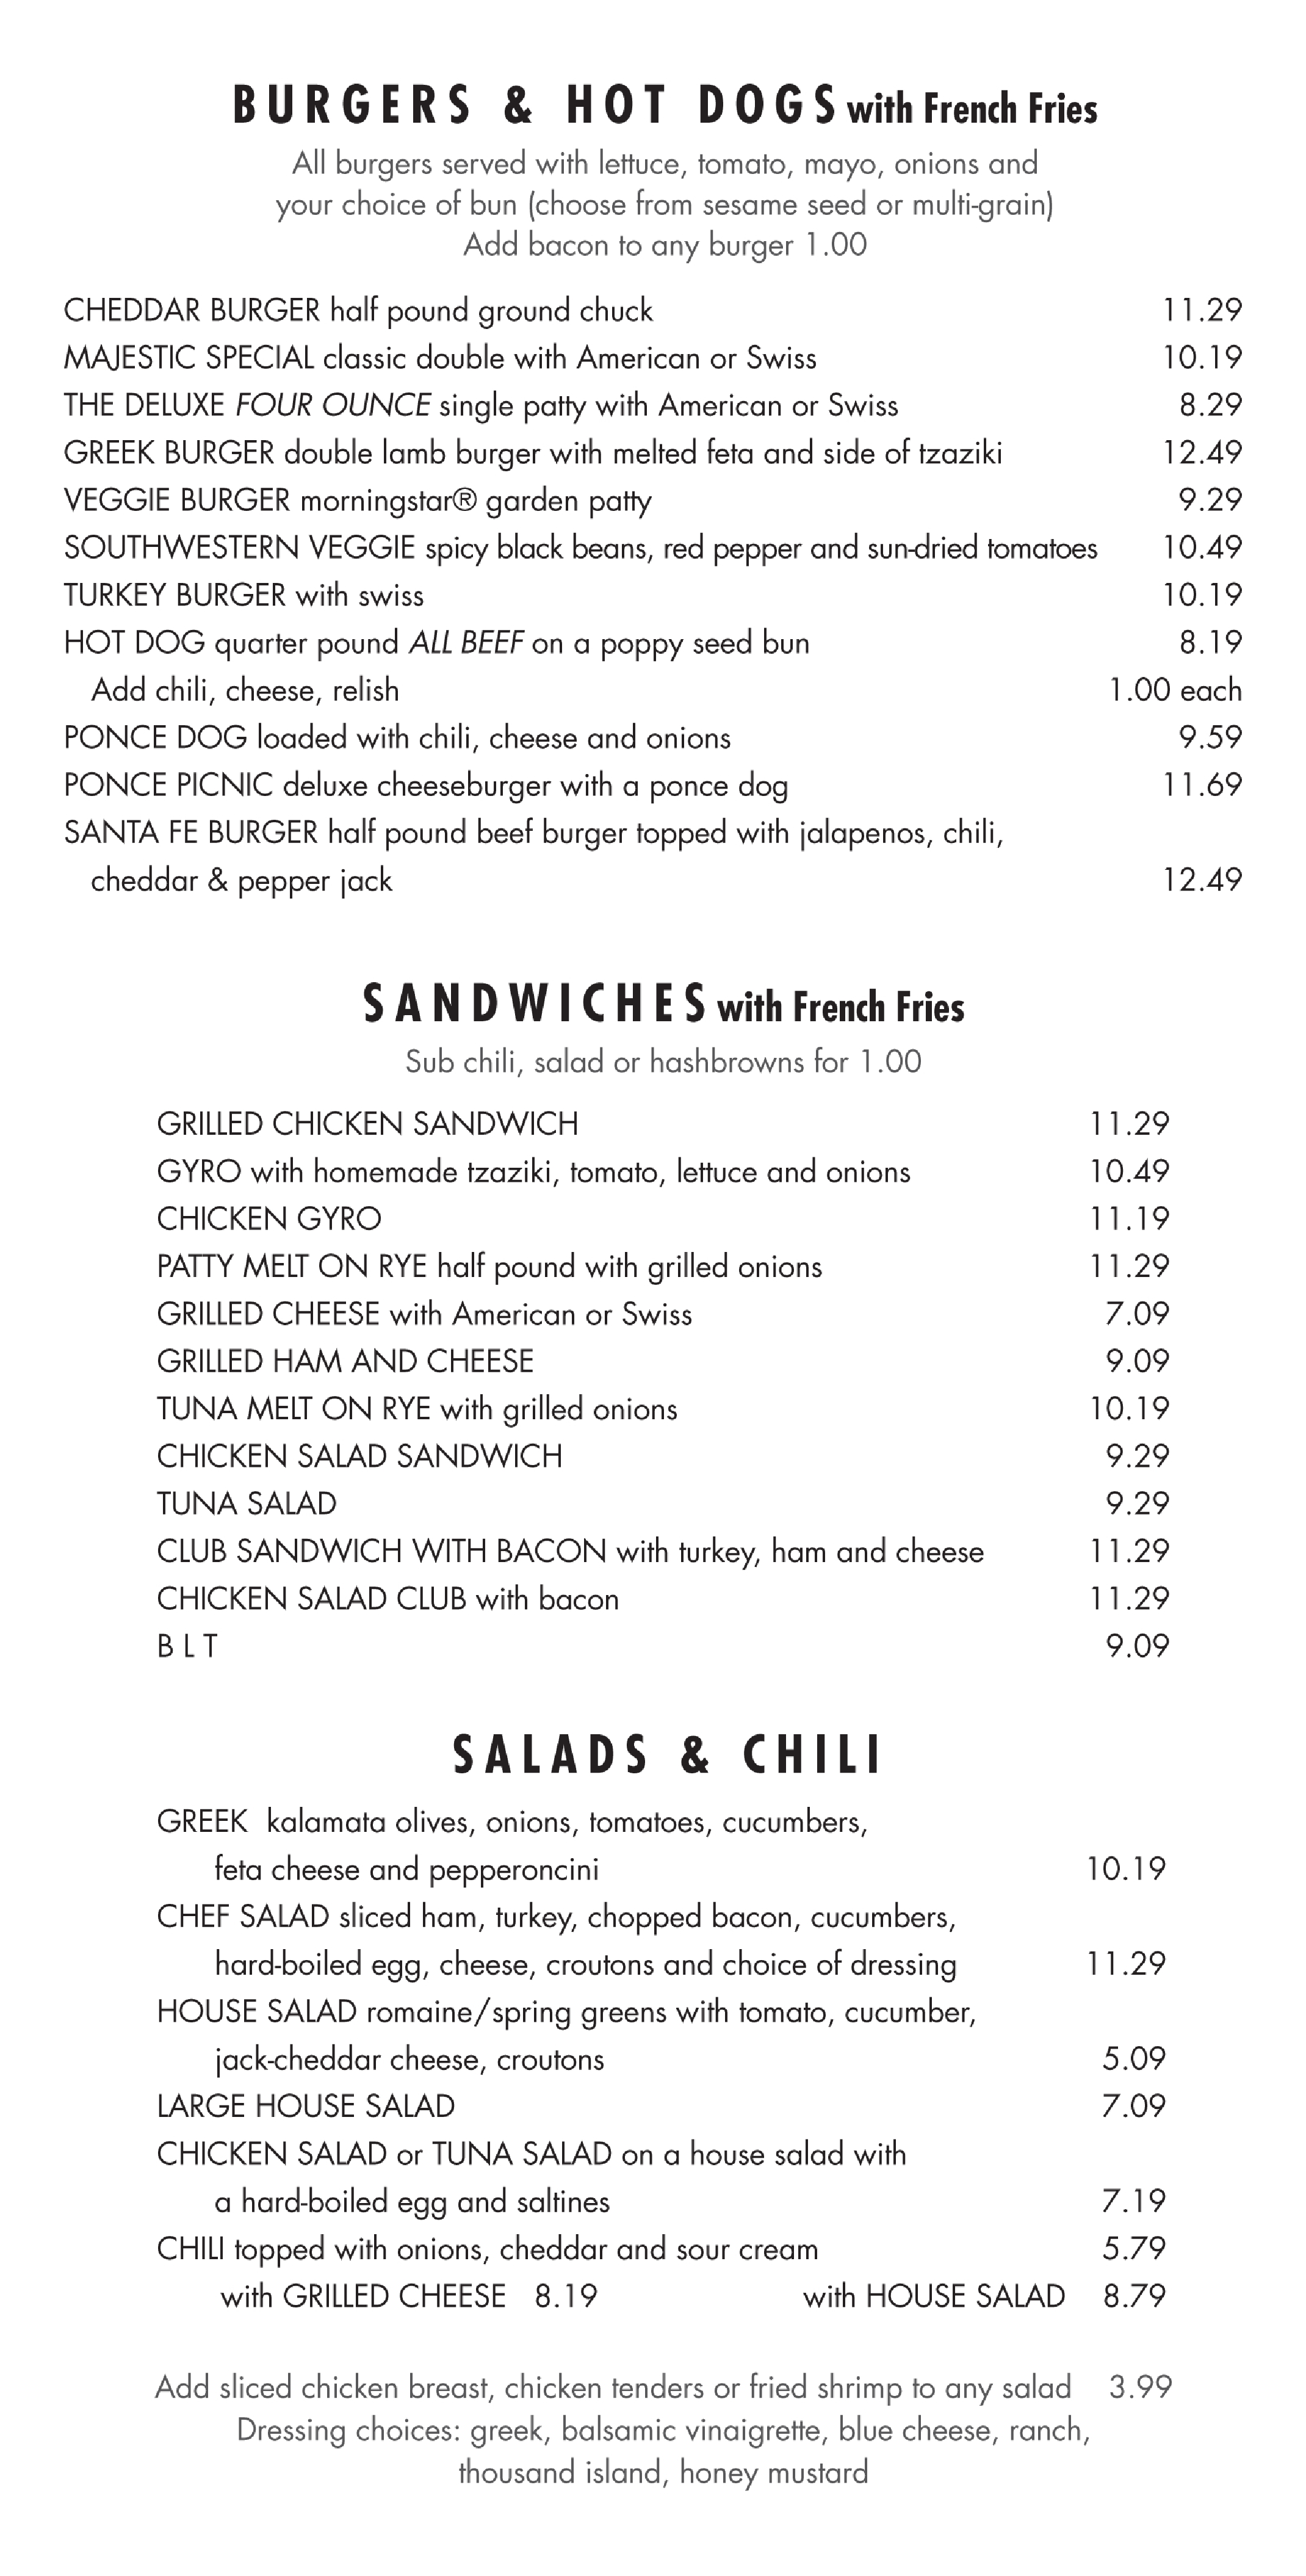 BURGERS & HOT DOGS with French Fries
All burgers served with lettuce, tomato, mayo, onions and
your choice of bun (choose from sesame seed or multi-grain)
Add bacon to any burger 1.00
CHEDDAR BURGER half pound ground chuck 11.29
MAJESTIC SPECIAL classic double with American or Swiss 10.19
THE DELUXE FOUR OUNCE single patty with American or Swiss 8.29
GREEK BURGER double lamb burger with melted feta and side of tzaziki 12.49
VEGGIE BURGER morningstar® garden patty 9.29
SOUTHWESTERN VEGGIE spicy black beans, red pepper and sun-dried tomatoes 10.49
TURKEY BURGER with swiss 10.19
HOT DOG quarter pound ALL BEEF on a poppy seed bun 8.19
Add chili, cheese, relish 1.00 each
PONCE DOG loaded with chili, cheese and onions 9.59
PONCE PICNIC deluxe cheeseburger with a ponce dog 11.69
SANTA FE BURGER half pound beef burger topped with jalapenos, chili,
cheddar & pepper jack 12.49
SANDWICHES with French Fries
Sub chili, salad or hashbrowns for 1.00
GRILLED CHICKEN SANDWICH 11.29
GYRO with homemade tzaziki, tomato, lettuce and onions 10.49
CHICKEN GYRO 11.19
PATTY MELT ON RYE half pound with grilled onions 11.29
GRILLED CHEESE with American or Swiss 7.09
GRILLED HAM AND CHEESE 9.09
TUNA MELT ON RYE with grilled onions 10.19
CHICKEN SALAD SANDWICH 9.29
TUNA SALAD 9.29
CLUB SANDWICH WITH BACON with turkey, ham and cheese 11.29
CHICKEN SALAD CLUB with bacon 11.29
B L T 9.09
SALADS & CHILI
GREEK kalamata olives, onions, tomatoes, cucumbers,
feta cheese and pepperoncini 10.19
CHEF SALAD sliced ham, turkey, chopped bacon, cucumbers,
hard-boiled egg, cheese, croutons and choice of dressing 11.29
HOUSE SALAD romaine/spring greens with tomato, cucumber,
jack-cheddar cheese, croutons 5.09
LARGE HOUSE SALAD 7.09
CHICKEN SALAD or TUNA SALAD on a house salad with
a hard-boiled egg and saltines 7.19
CHILI topped with onions, cheddar and sour cream 5.79
with GRILLED CHEESE 8.19 with HOUSE SALAD 8.79
Add sliced chicken breast, chicken tenders or fried shrimp to any salad 3.99
Dressing choices: greek, balsamic vinaigrette, blue cheese, ranch,
thousand island, honey mustard